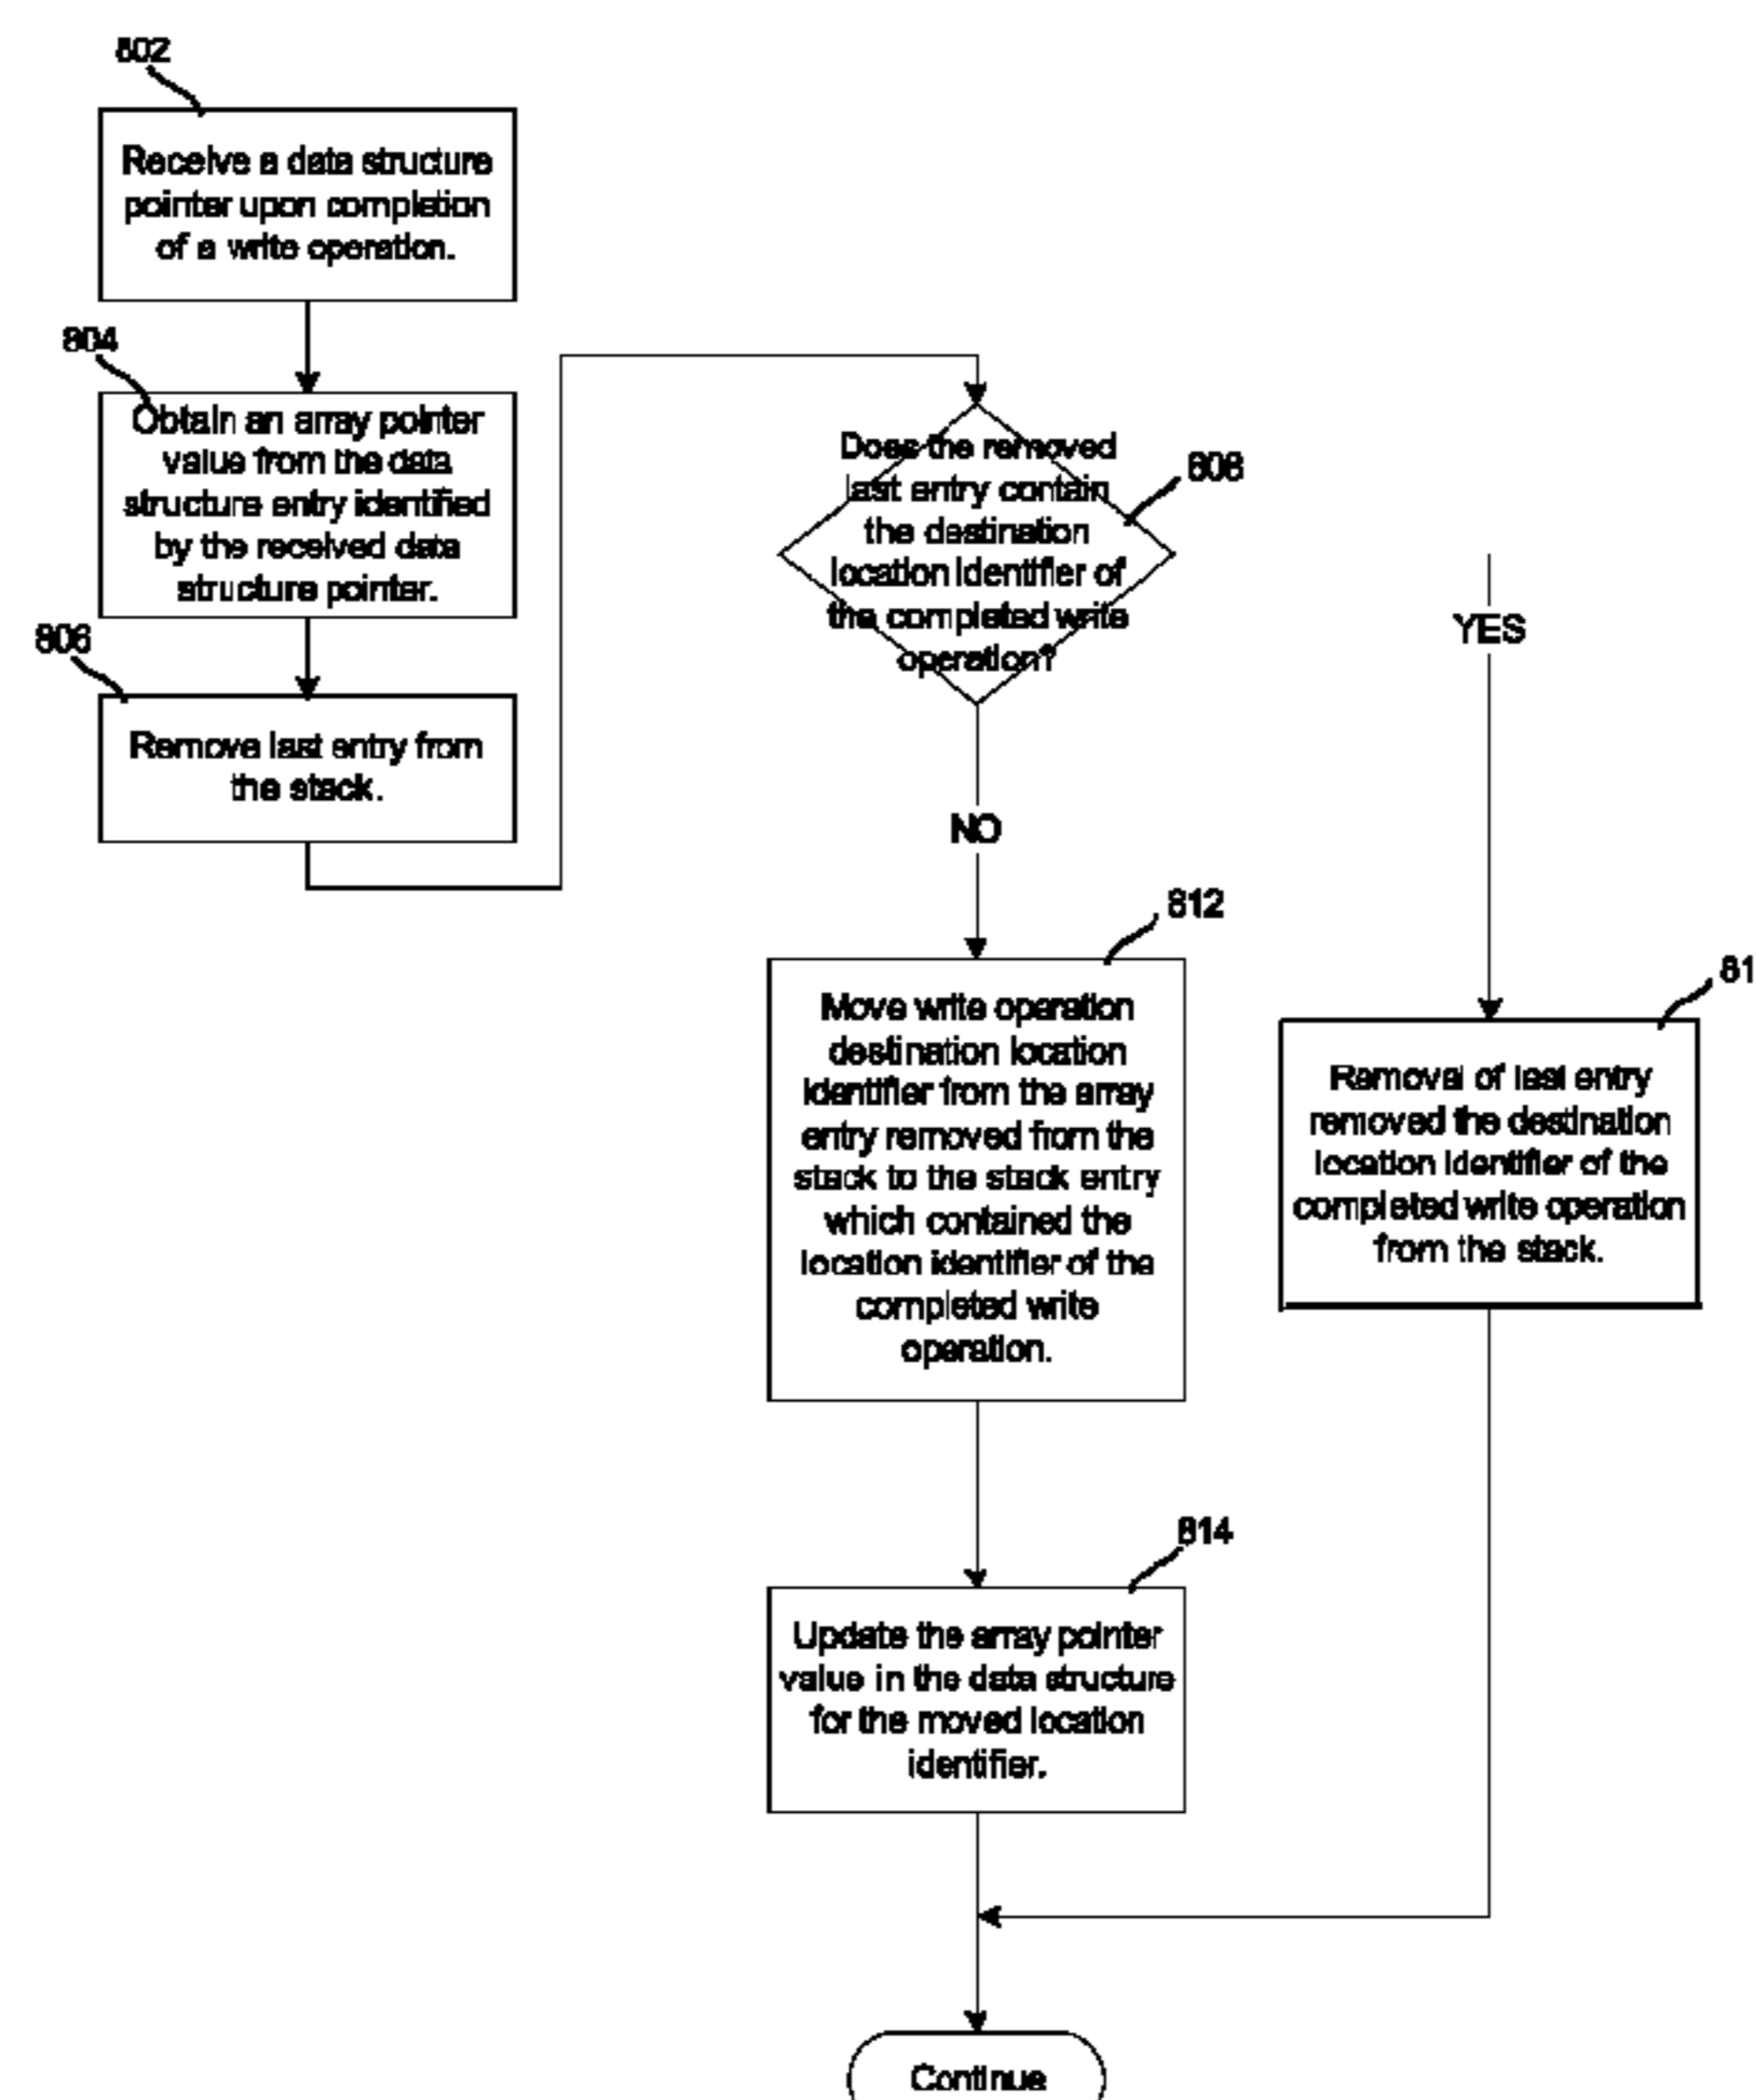 802
Receive a data structure
pointer upon completion
of a write operation.
804
Obtain an array pointer
value from the data
structure entry identified
by the received data
structure pointer.
806
Remove last entry from
the stack.
Does the removed
last entry contain
the destination
location identifier of
the completed write
operation?
808
YES
NO
812
Move write operation
destination location
identifier from the array
entry removed from the
stack to the stack entry
which contained the
location identifier of the
completed write
operation.
81
Removal of last entry
removed the destination
location identifier of the
completed write operation
from the stack.
814
Update the array pointer
value in the data structure
for the moved location
identifier.
Continue